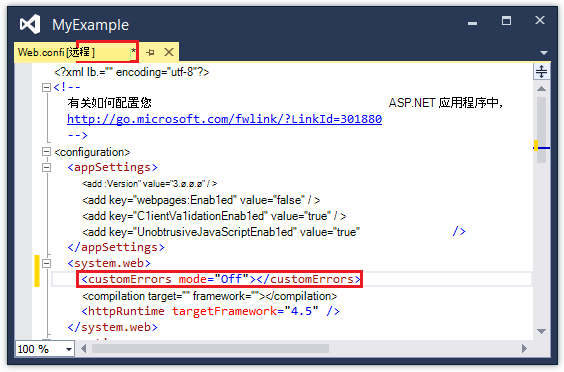 MyExample
Web.confi [远程] *
<?xml lb.="" encoding="utf-8"?>
<!--
有关如何配置您 ASP.NET 应用程序中,
http://go.microsoft.com/fwlink/?LinkId=301880
-->
<configuration>
<appSettings>
<add :Version" value="3.ø.ø.ø" / >
<add key="webpages:Enab1ed" value="false" / >
<add key="C1ientVa1idationEnab1ed" value="true" / >
<add key="UnobtrusiveJavaScriptEnab1ed" value="true" />
</appSettings>
<system.web>
<customErrors mode="Off"></customErrors>
<compilation target="" framework=""></compilation>
<httpRuntime targetFramework="4.5" />
</system.web>
100 %